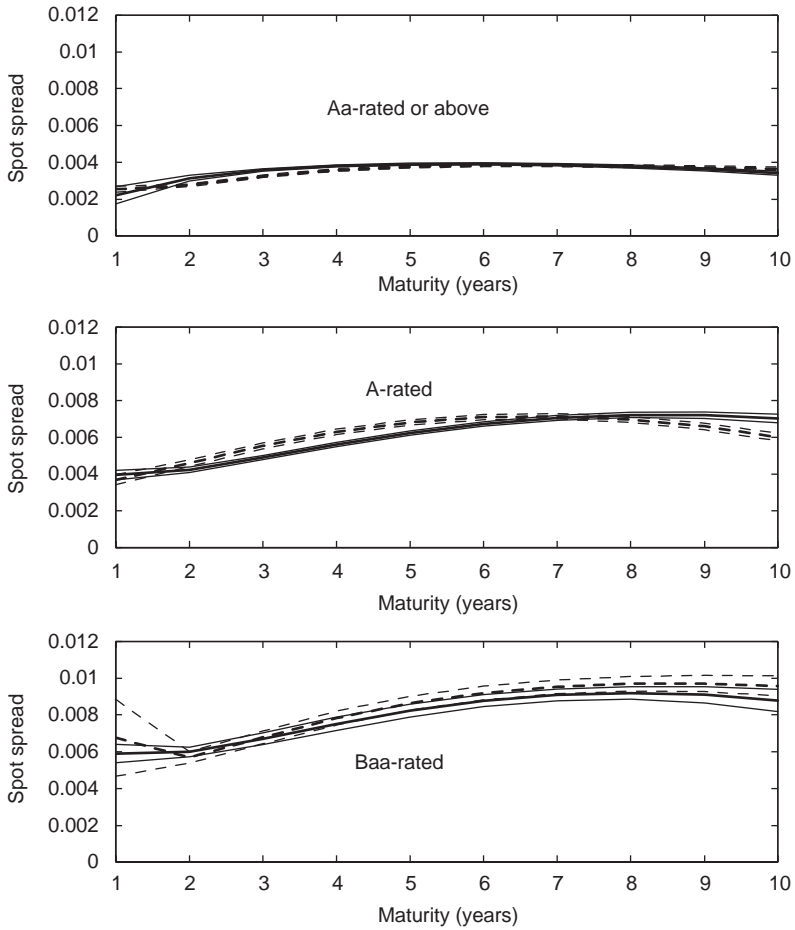 0.012
0.01
0.008
0.006
0.004
0.002
0
Spot spread
Aa-rated or above
1 2 3 4 5 6 7 8 9 10
Maturity (years)
0.012
0.01
0.008
0.006
0.004
0.002
0
Spot spread
A-rated
1 2 3 4 5 6 7 8 9 10
Maturity (years)
0.012
0.01
0.008
0.006
0.004
0.002
0
Spot spread
Baa-rated
1 2 3 4 5 6 7 8 9 10
Maturity (years)